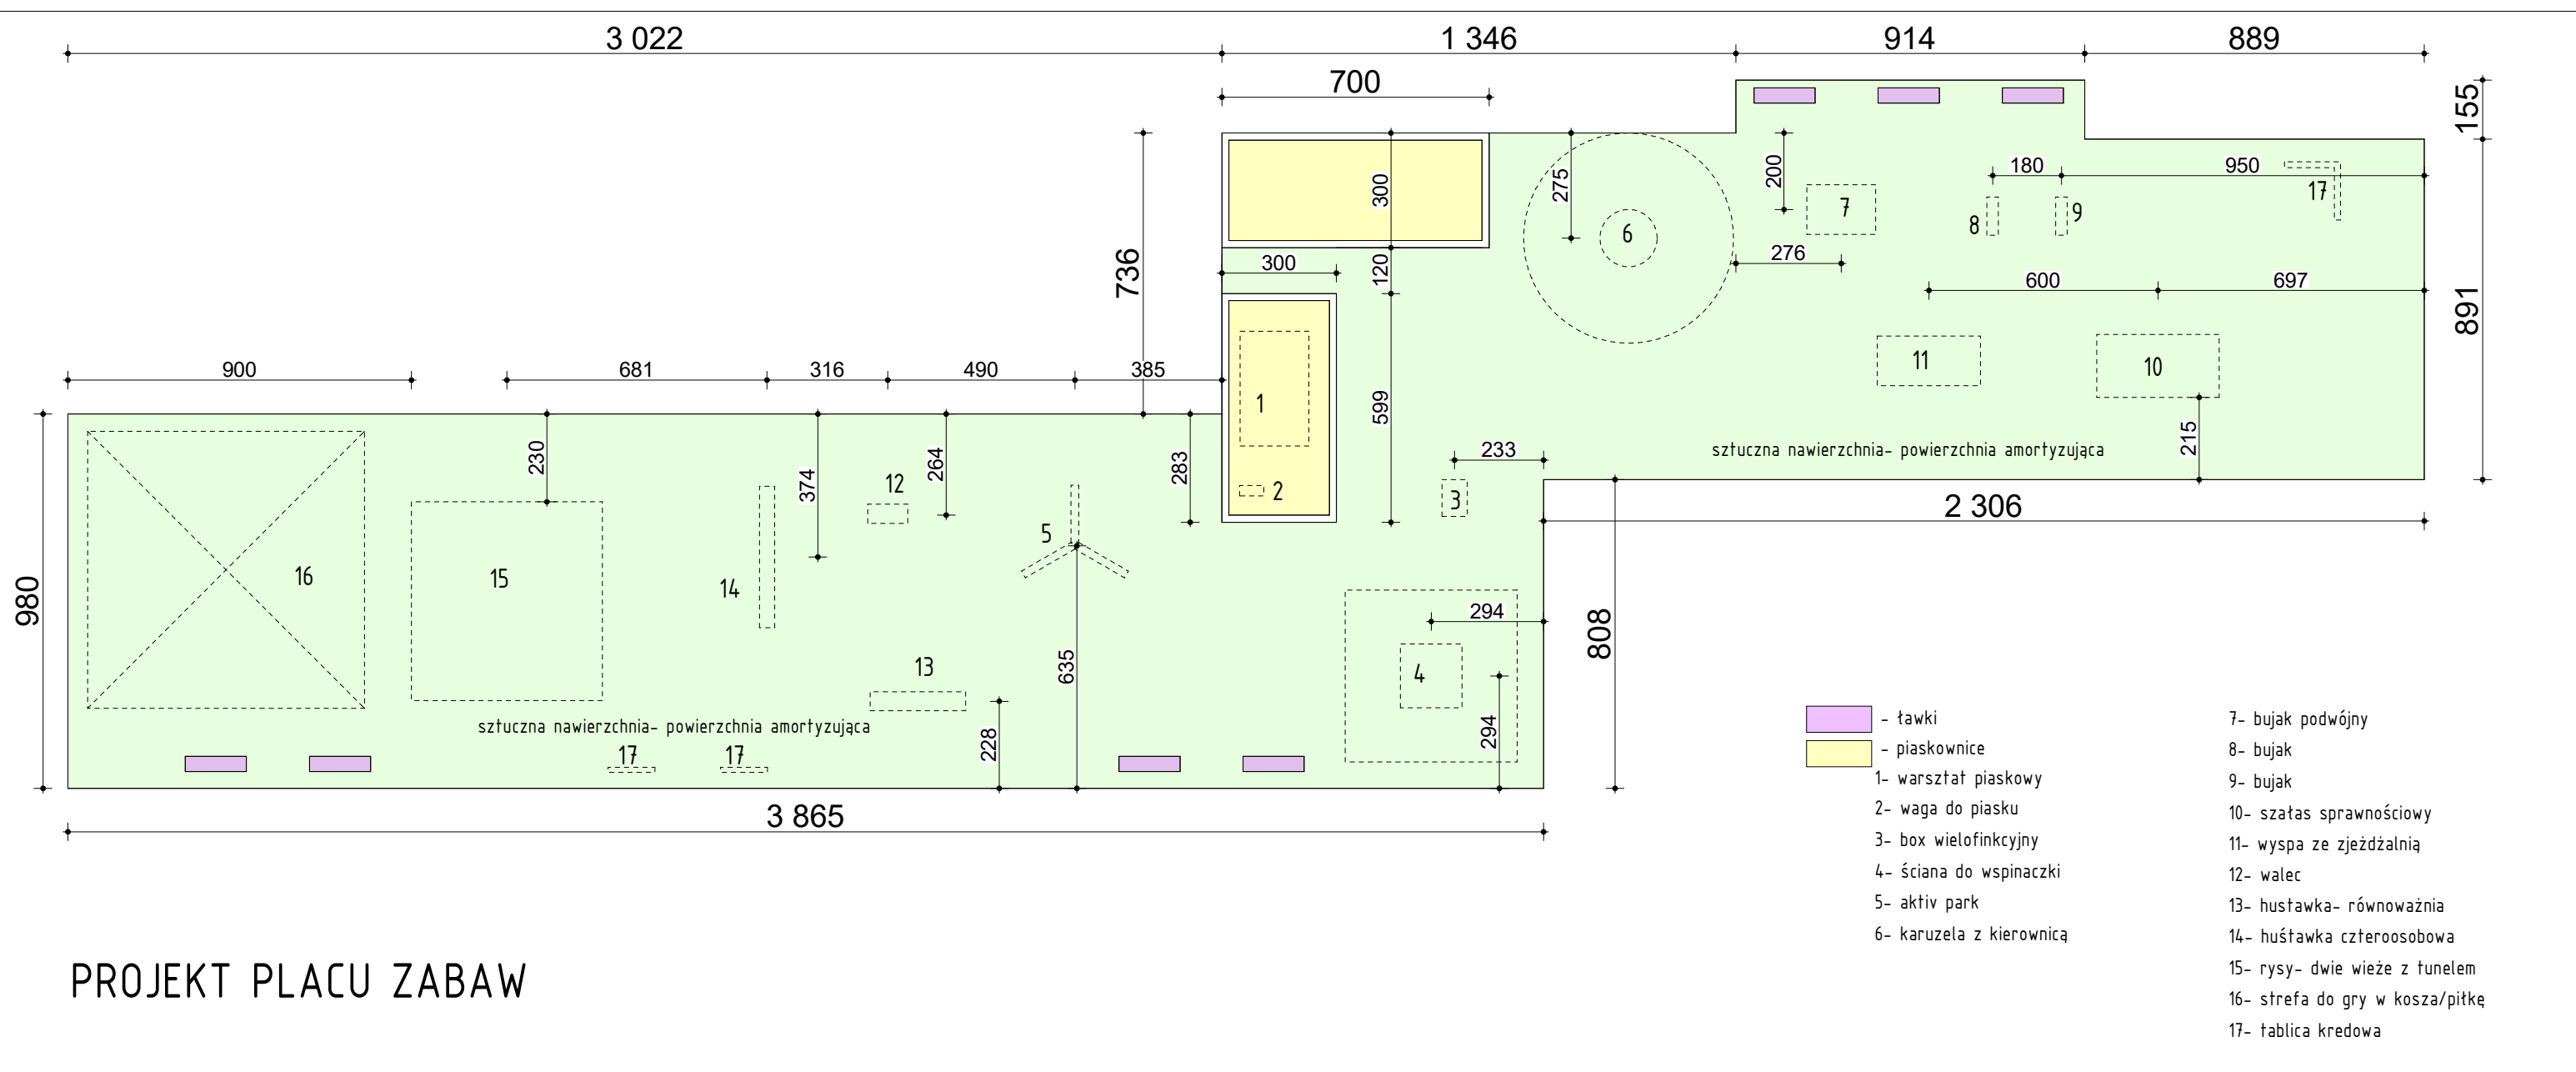 3 022
1 346
914
889
700
155
180
950
17
200
275
7
8
9
6
300
736
300
120
276
600
697
891
900
681
316
490
385
1
599
11
10
215
sztuczna nawierzchnia- powierzchnia amortyzująca
233
230
374
12
264
283
2
3
2 306
5
16
15
14
980
294
808
13
635
4
sztuczna nawierzchnia- powierzchnia amortyzująca
17
17
228
294
3 865
- ławki
- piaskownice
1- warsztat piaskowy
2- waga do piasku
3- box wielofinkcyjny
4- ściana do wspinaczki
5- aktiv park
6- karuzela z kierownicą
7- bujak podwójny
8- bujak
9- bujak
10- szałas sprawnościowy
11- wyspa ze zjeżdżalnią
12- walec
13- hustawka- równoważnia
14- huśtawka czteroosobowa
15- rysy- dwie wieże z tunelem
16- strefa do gry w kosza/piłkę
17- tablica kredowa
PROJEKT PLACU ZABAW